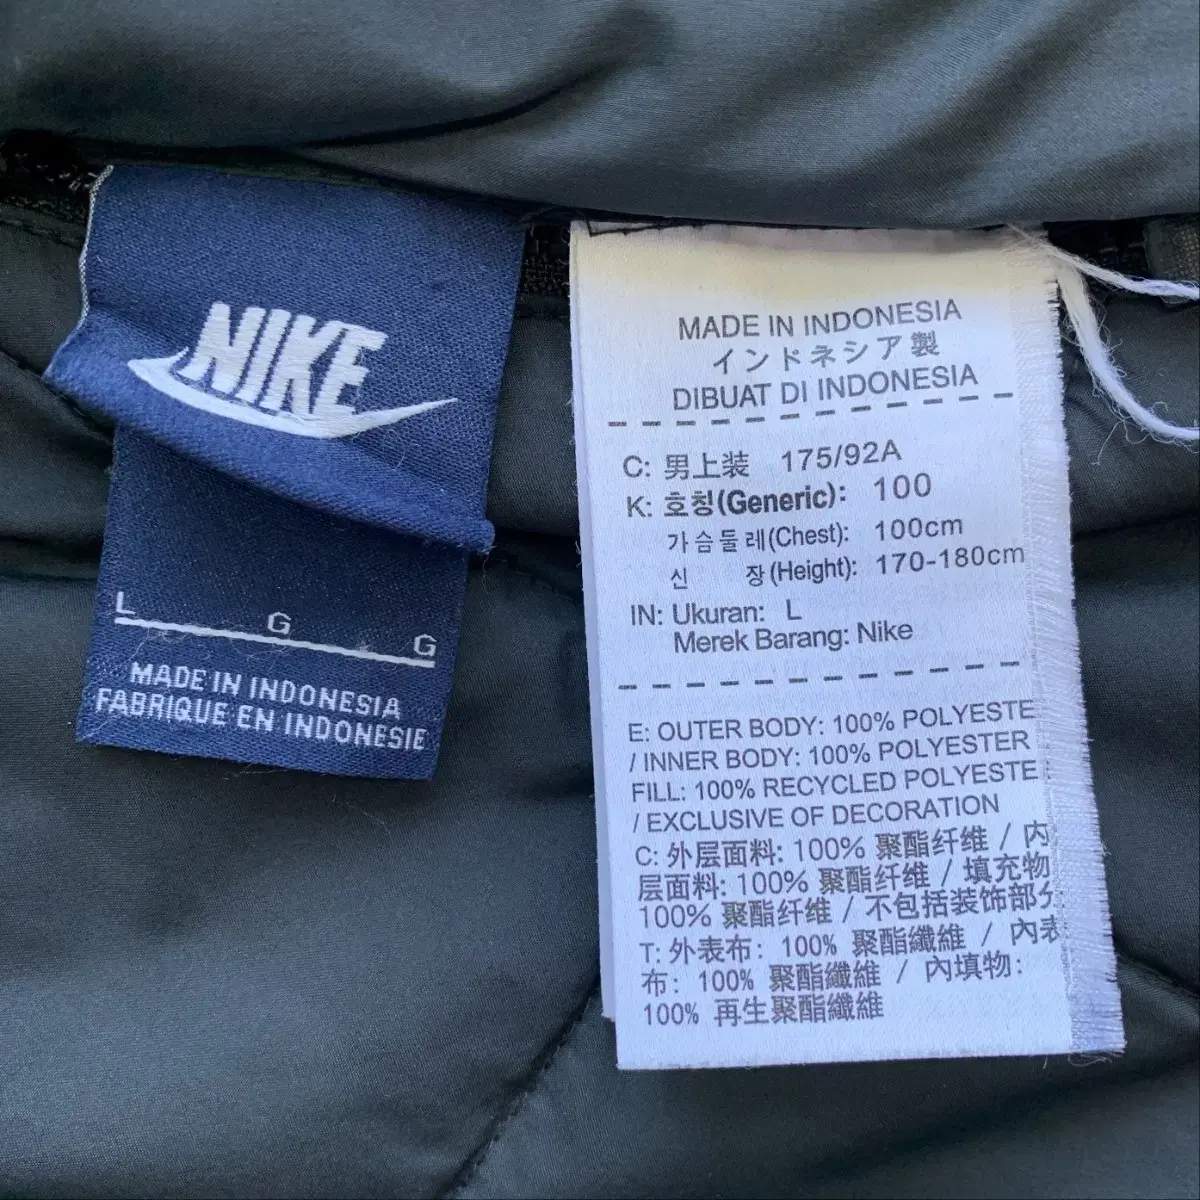 NIKE
L
G
G
MADE IN INDONESIA
FABRIQUE EN INDONESIE
MADE IN INDONESIA
インドネシア製
DIBUAT DI INDONESIA
C: 男上装 175/92A
K: 호칭(Generic): 100
가슴둘레(Chest): 100cm
신 장(Height): 170-180cm
IN: Ukuran: L
Merek Barang: Nike
E: OUTER BODY: 100% POLYESTE
/ INNER BODY: 100% POLYESTER
FILL: 100% RECYCLED POLYESTE
/ EXCLUSIVE OF DECORATION
C: 外层面料: 100% 聚酯纤维 / 内
层面料: 100% 聚酯纤维 / 填充物
100% 聚酯纤维 / 不包括装饰部分
T: 外表布: 100% 聚酯纖維 / 內表
布: 100% 聚酯纖維 / 內填物:
100% 再生聚酯纖維